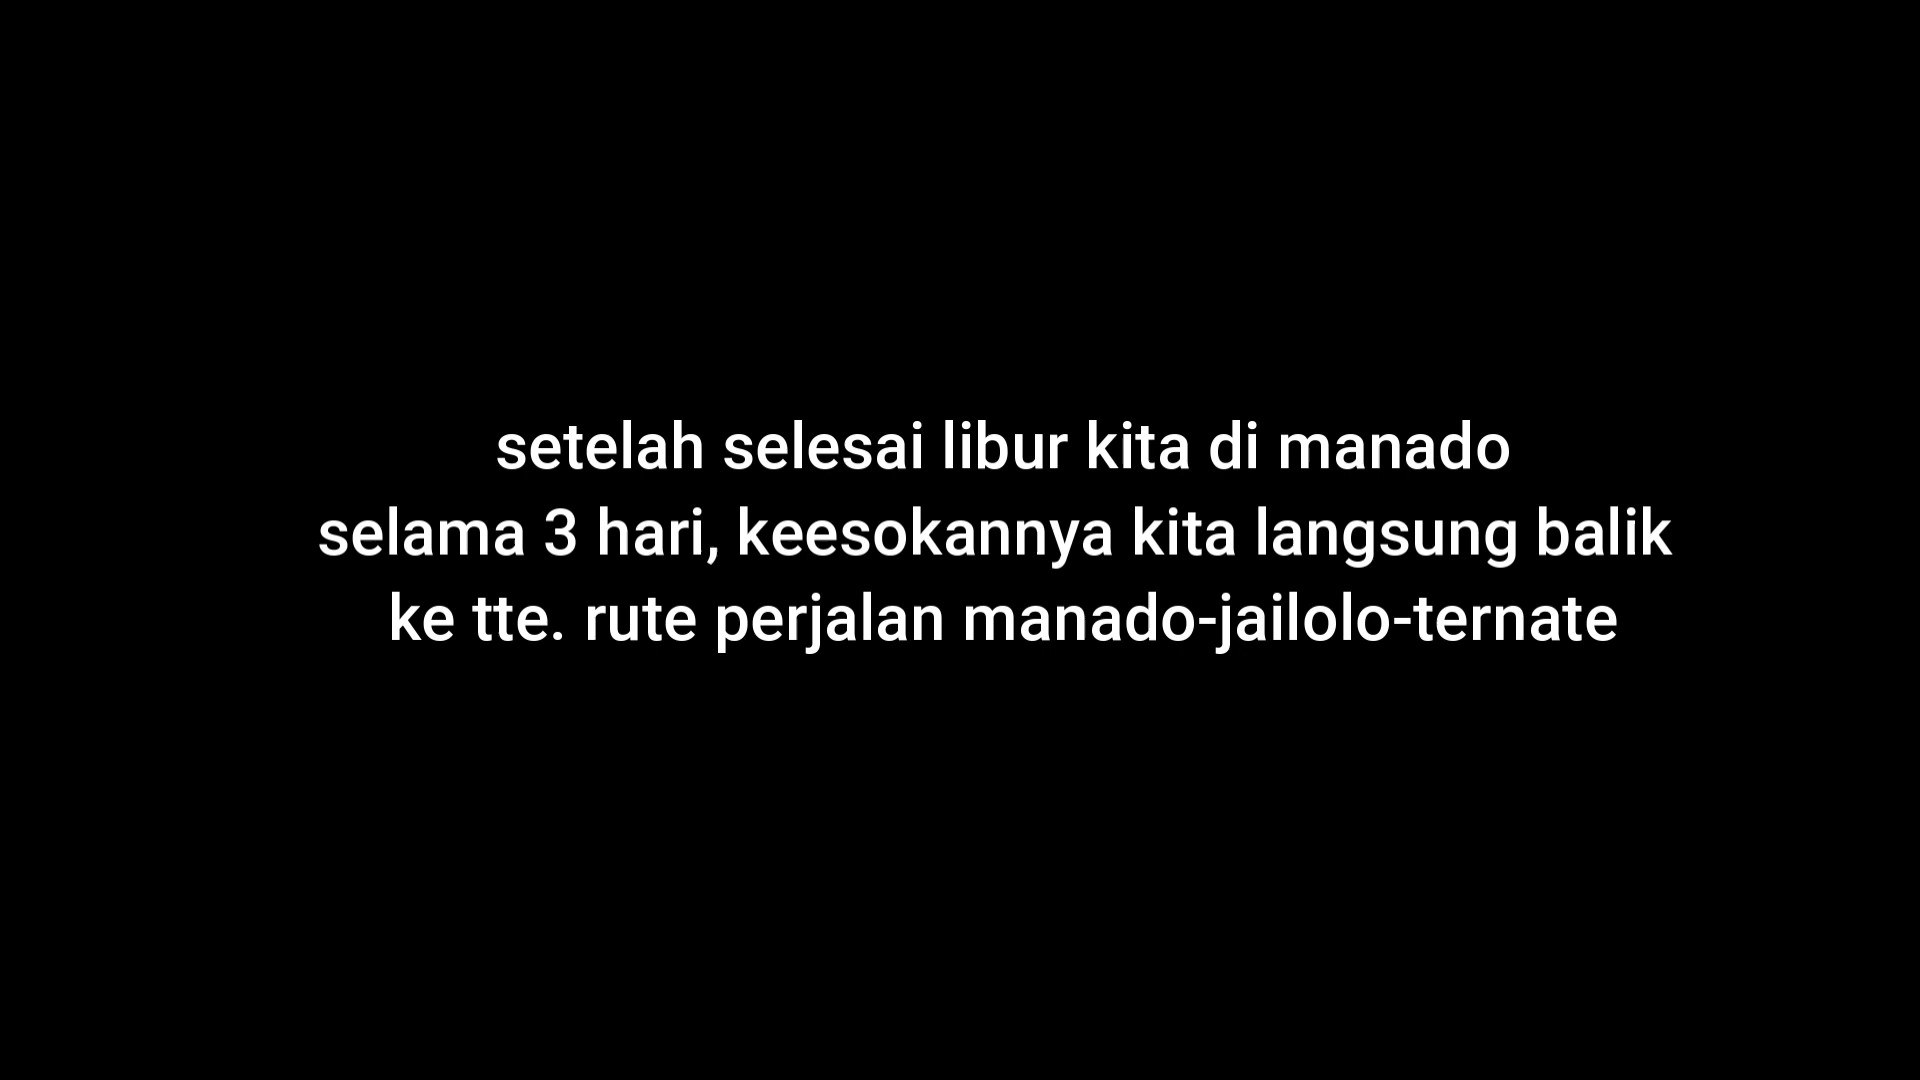 setelah selesai libur kita di manado
selama 3 hari, keesokannya kita langsung balik
ke tte. rute perjalan manado-jailolo-ternate